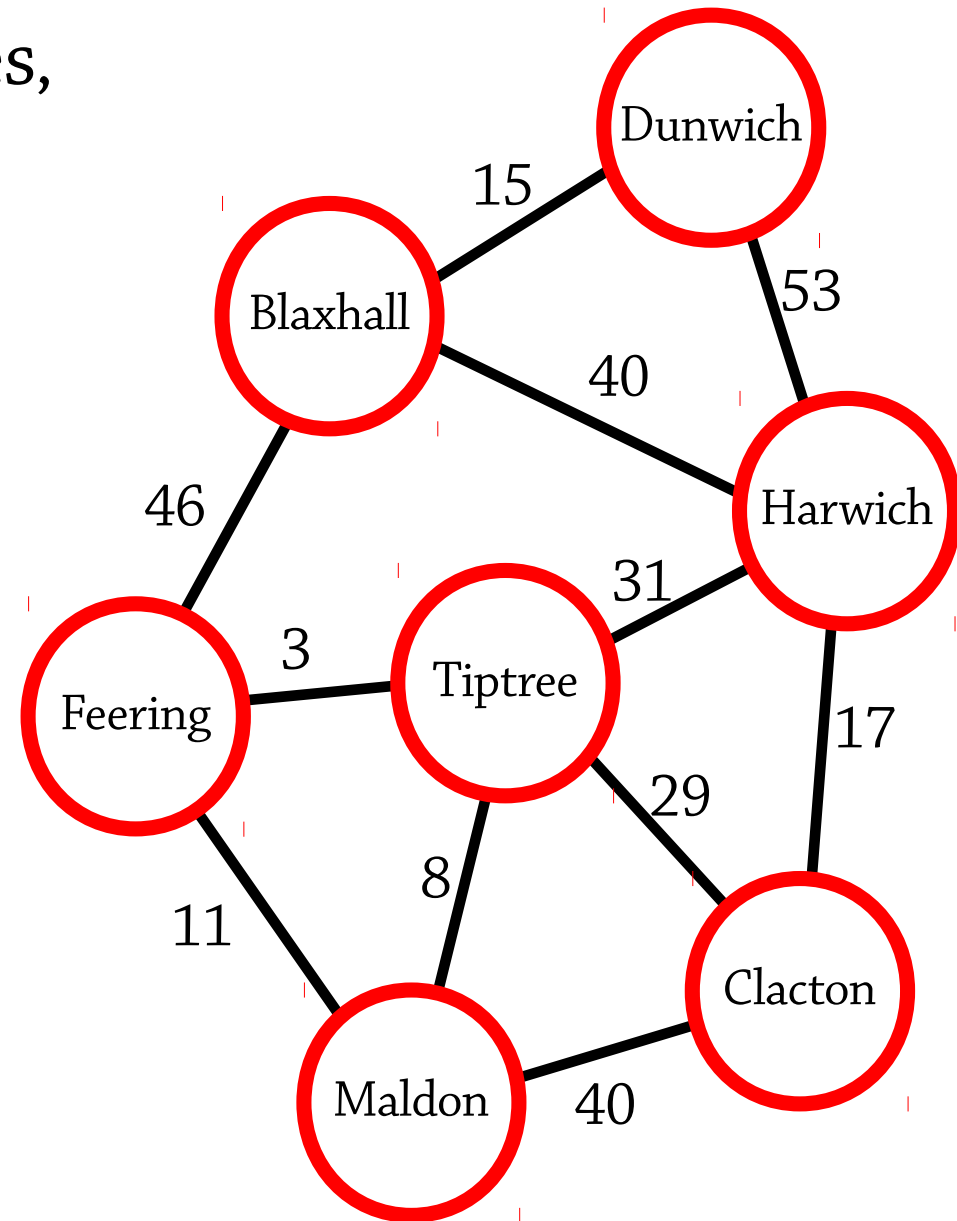 es,
Dunwich
15
53
Blaxhall
40
46
Harwich
31
3
Tiptree
Feering
17
29
8
11
Clacton
Maldon
40